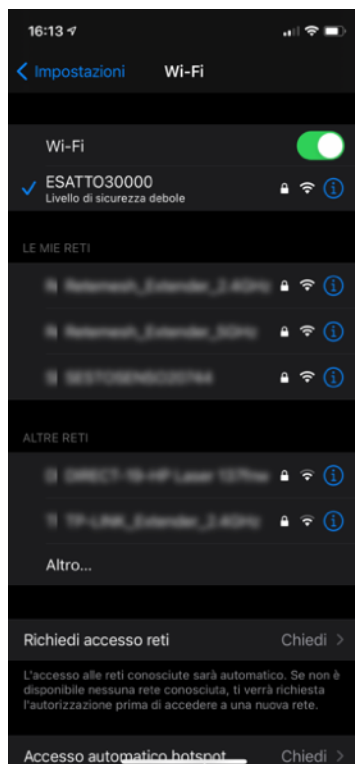 16:13
Impostazioni
Wi-Fi
Wi-Fi
ESATTO30000
Livello di sicurezza debole
LE MIE RETI
ALTRE RETI
Altro...
Richiedi accesso reti
Chiedi
L'accesso alle reti conosciute sarà automatico. Se non è
disponibile nessuna rete conosciuta, ti verrà richiesta
l'autorizzazione prima di accedere a una nuova rete.
Accesso automatico hotspot
Chiedi